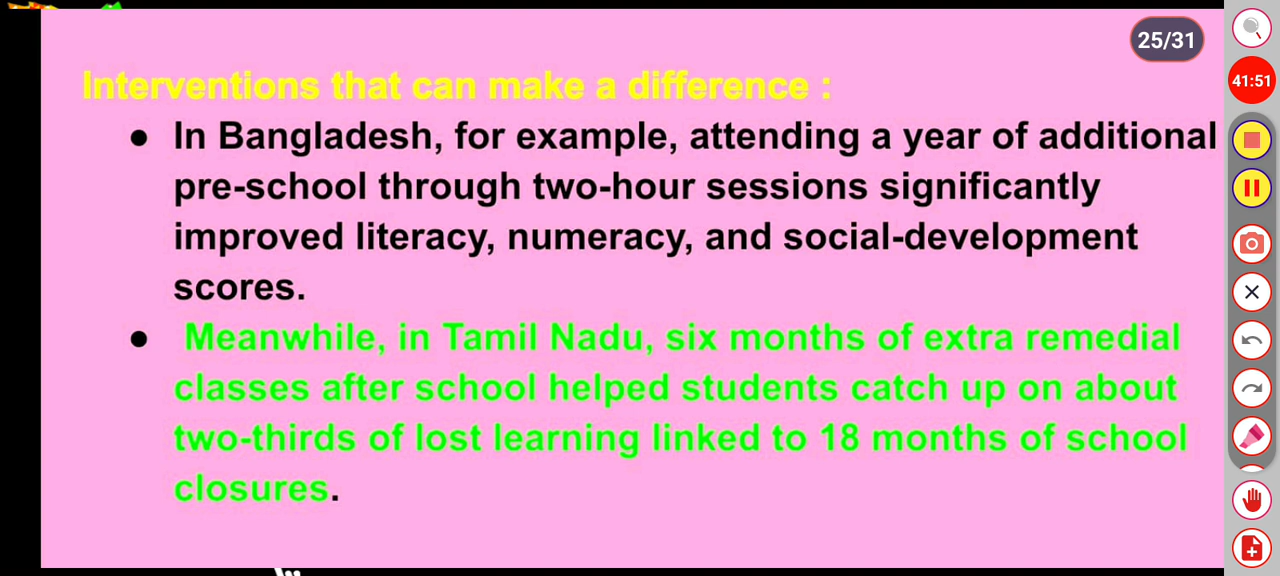 25/31
41:51
Interventions that can make a difference :
● In Bangladesh, for example, attending a year of additional
pre-school through two-hour sessions significantly
improved literacy, numeracy, and social-development
scores.
● Meanwhile, in Tamil Nadu, six months of extra remedial
classes after school helped students catch up on about
two-thirds of lost learning linked to 18 months of school
closures.